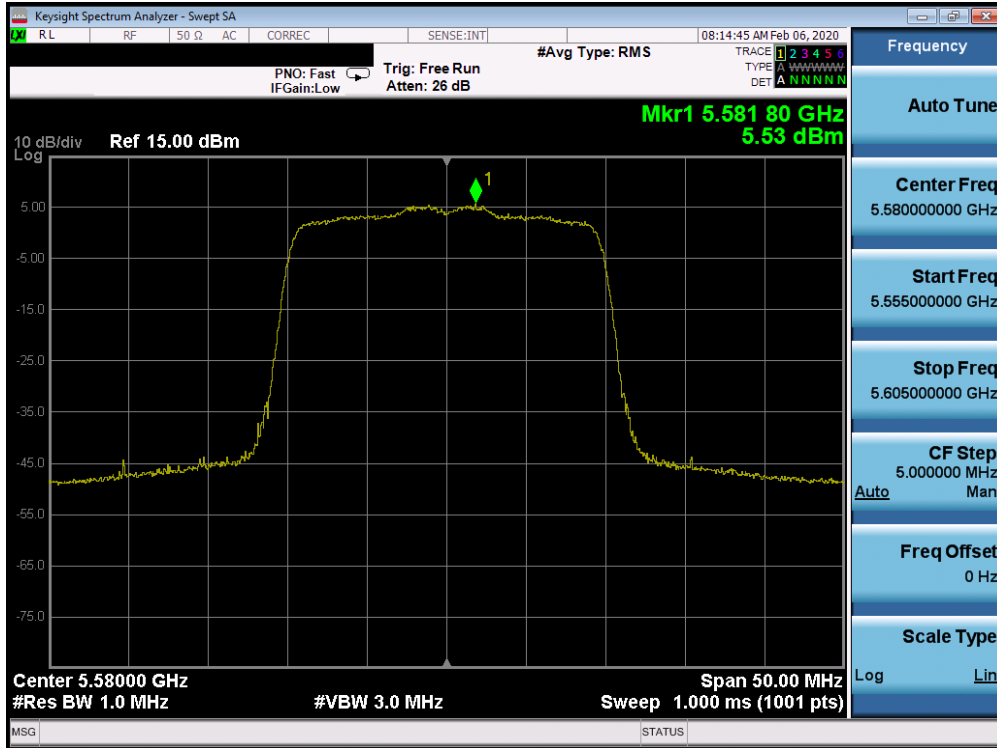 Keysight Spectrum Analyzer - Swept SA
LXI RL RF 50 Ω AC CORREC SENSE:INT 08:14:45 AM Feb 06, 2020
#Avg Type: RMS
TRACE 1 2 3 4 5 6
TYPE A WWWWW
DET A N N N N N
PNO: Fast
IFGain:Low
Trig: Free Run
Atten: 26 dB
Frequency
Auto Tune
Center Freq
5.580000000 GHz
Start Freq
5.555000000 GHz
Stop Freq
5.605000000 GHz
CF Step
5.000000 MHz
Auto Man
Freq Offset
0 Hz
Scale Type
Log Lin
Mkr1 5.581 80 GHz
5.53 dBm
10 dB/div Ref 15.00 dBm
Log
1
5.00
-5.00
-15.0
-25.0
-35.0
-45.0
-55.0
-65.0
-75.0
Center 5.58000 GHz Span 50.00 MHz
#Res BW 1.0 MHz #VBW 3.0 MHz Sweep 1.000 ms (1001 pts)
MSG STATUS